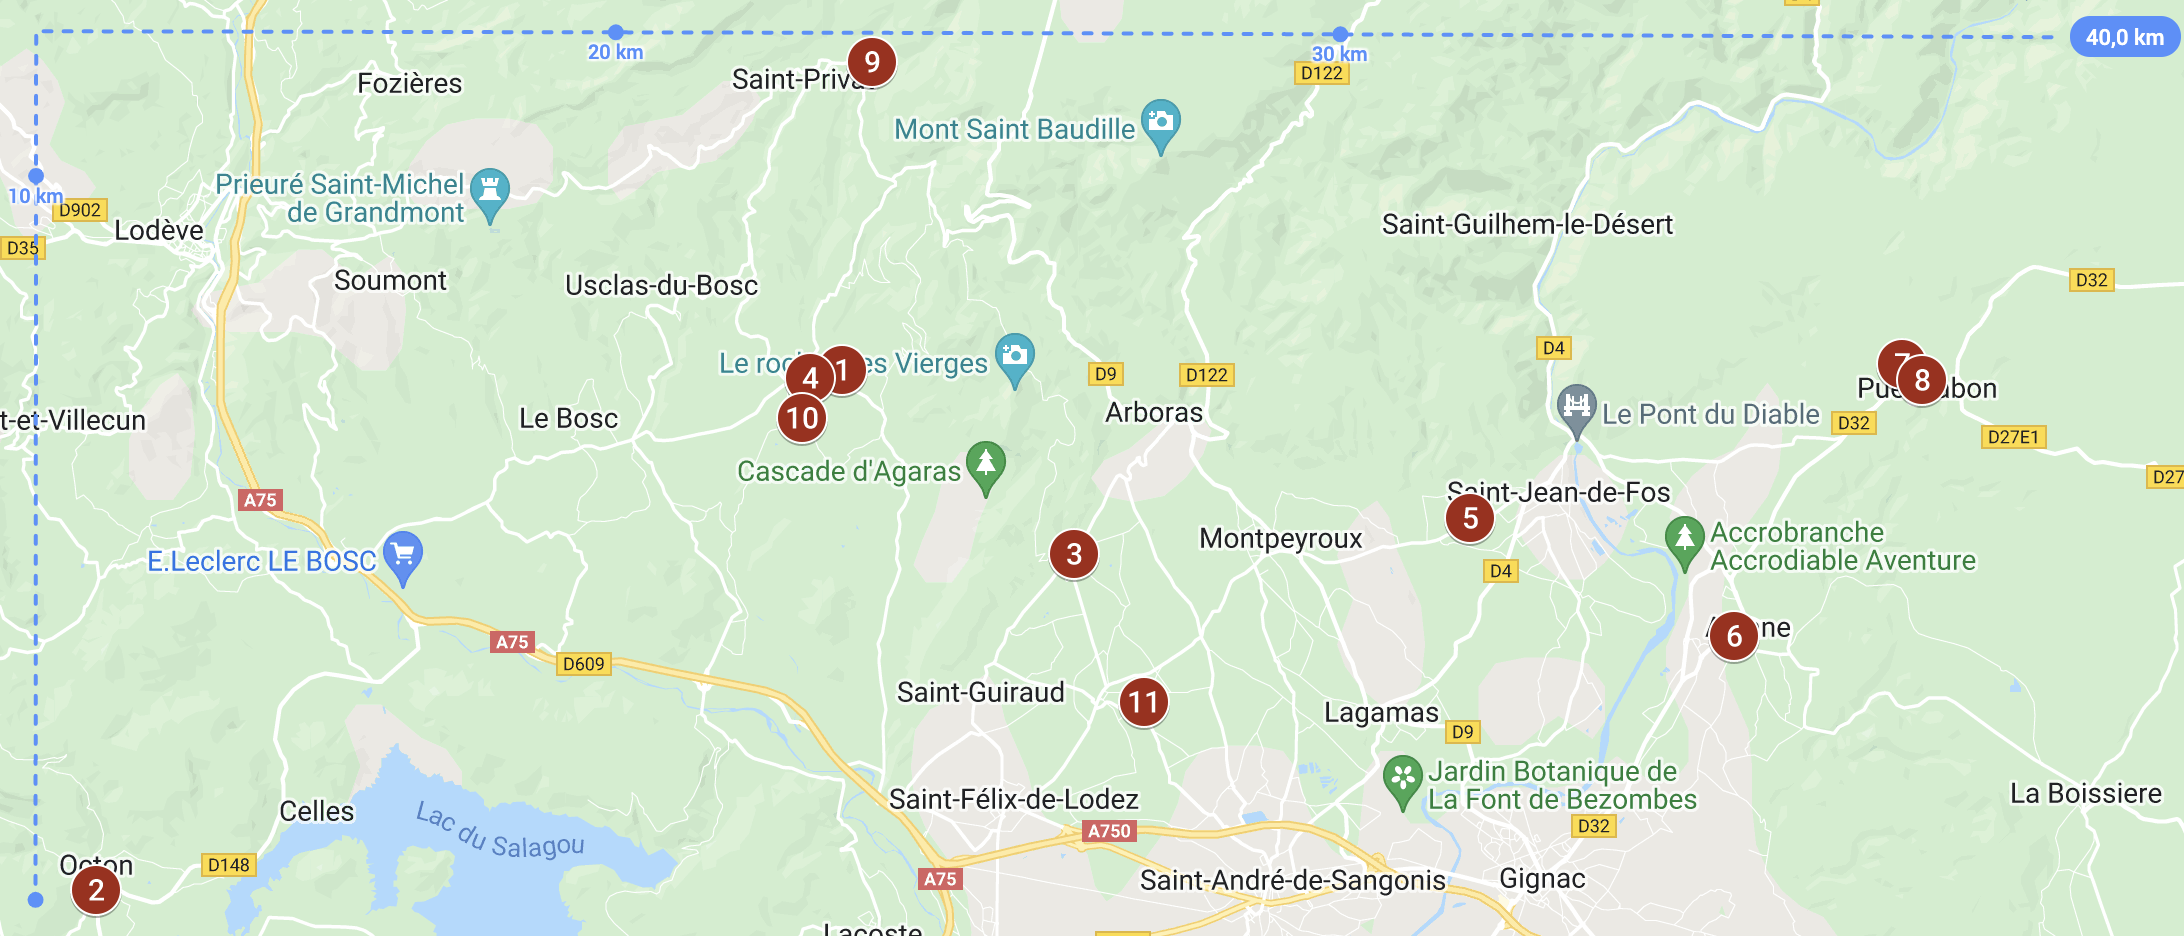 40,0 km
20 km
30 km
D122
9
Saint-Priva
Fozières
Mont Saint Baudille
Prieuré Saint-Michel
de Grandmont
10 km
D902
Lodève
D35
Saint-Guilhem-le-Désert
Soumont
Usclas-du-Bosc
D32
D4
Le roc
es Vierges
4
1
10
D9
D122
7
8
Arboras
Le Pont du Diable
D32
D27E1
D27
t-et-Villecun
Le Bosc
Cascade d'Agaras
A75
Saint-Jean-de-Fos
5
Montpeyroux
3
E.Leclerc LE BOSC
D4
Accrobranche
Accrodiable Aventure
A75
D609
6
ne
Saint-Guiraud
11
Lagamas
D9
Jardin Botanique de
La Font de Bezombes
Saint-Félix-de-Lodez
La Boissiere
Celles
Lac du Salagou
A750
D32
Octon
2
D148
A75
Saint-André-de-Sangonis
Gignac
Lacoste